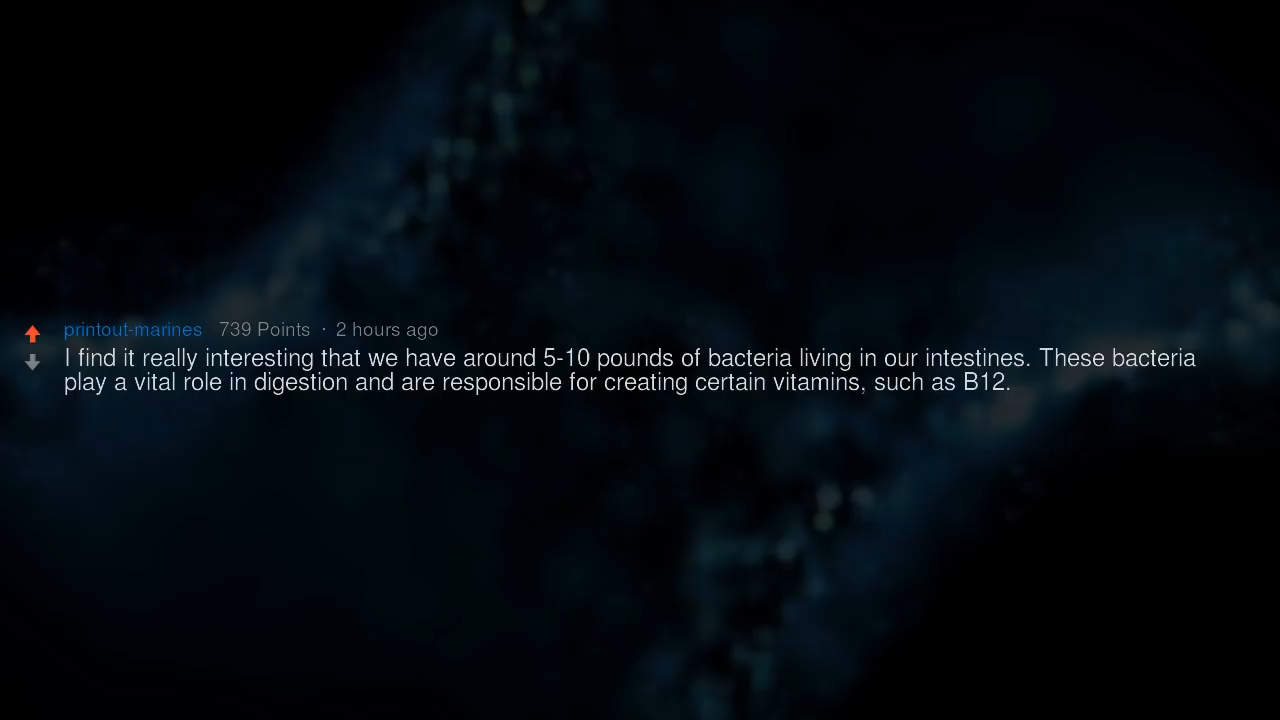 printout-marines 739 Points · 2 hours ago
I find it really interesting that we have around 5-10 pounds of bacteria living in our intestines. These bacteria
play a vital role in digestion and are responsible for creating certain vitamins, such as B12.